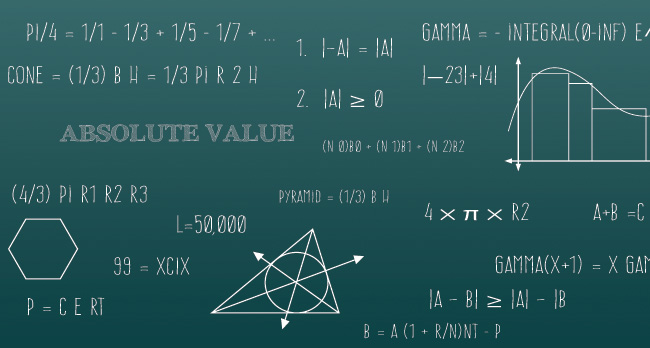 PI/4 = 1/1 - 1/3 + 1/5 - 1/7 + ...
CONE = (1/3) B H = 1/3 PI R 2 H
ABSOLUTE VALUE
1. |-A| = |A|
2. |A| ≥ 0
(N 0)B0 + (N 1)B1 + (N 2)B2
GAMMA = - INTEGRAL(0-INF) E
|—23|+|4|
(4/3) PI R1 R2 R3
L=50,000
99 = XCIX
P = C E RT
PYRAMID = (1/3) B H
4 × π × R2
A+B =C
GAMMA(X+1) = X GAM
|A - B| ≥ |A| - |B
B = A (1 + R/N)NT - P